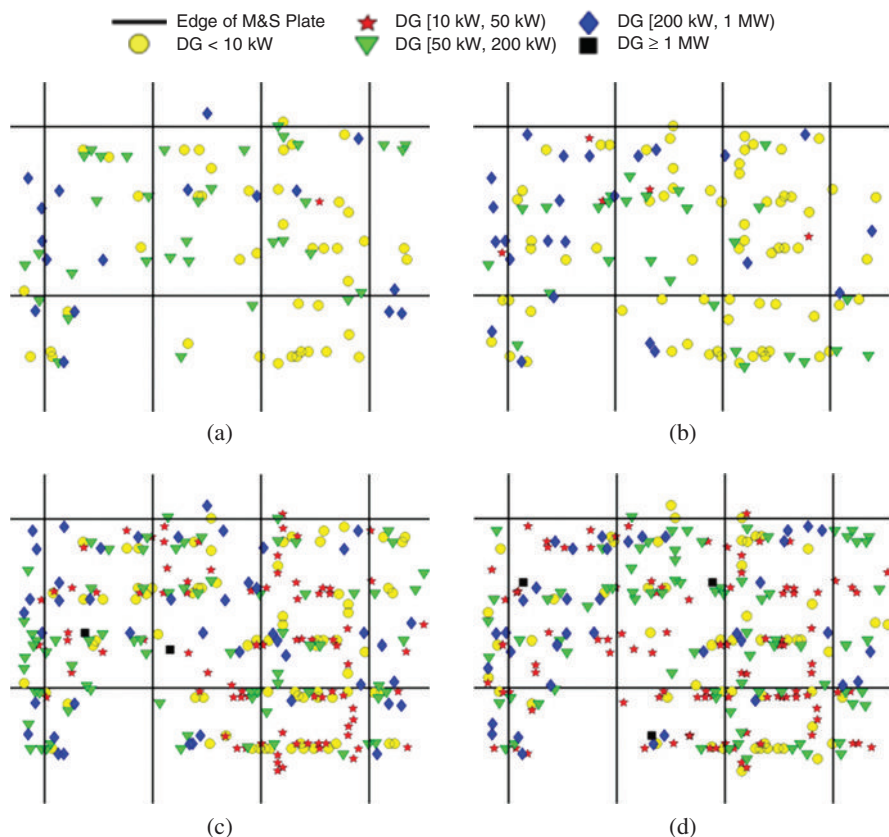 Edge of M&S Plate
DG [10 kW, 50 kW)
DG [200 kW, 1 MW)
DG < 10 kW
DG [50 kW, 200 kW)
DG ≥ 1 MW
(a)
(b)
(c)
(d)